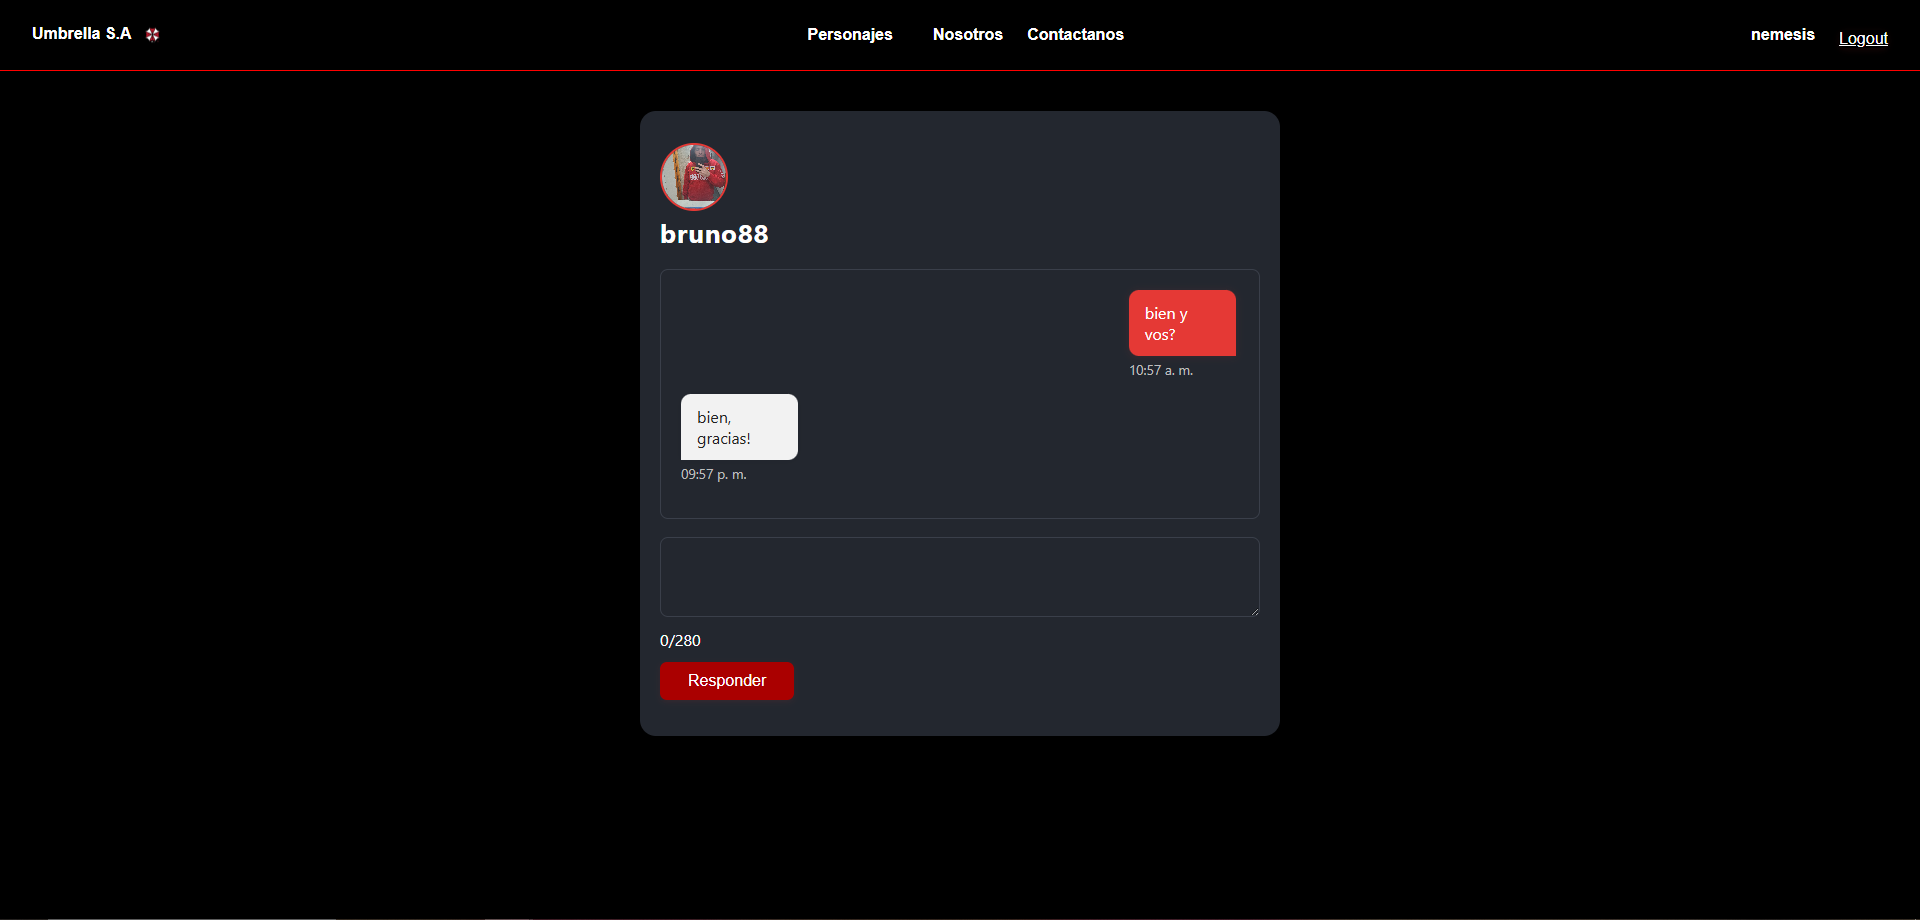 Umbrella S.A
Personajes
Nosotros
Contactanos
nemesis
Logout
bruno88
bien y
vos?
10:57 a. m.
bien,
gracias!
09:57 p. m.
0/280
Responder